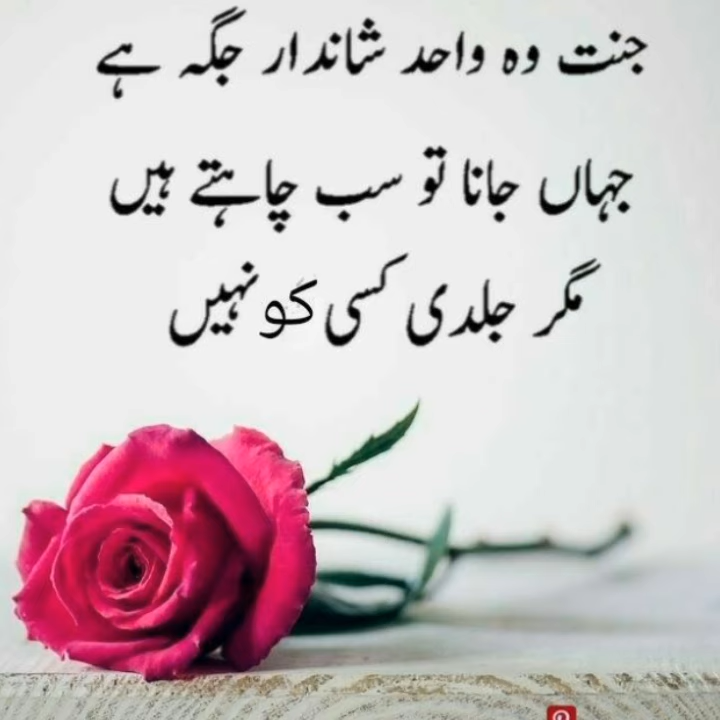 جنت وہ واحد شاندار جگہ ہے
جہاں جانا تو سب چاہتے ہیں
مگر جلدی کسی کو نہیں